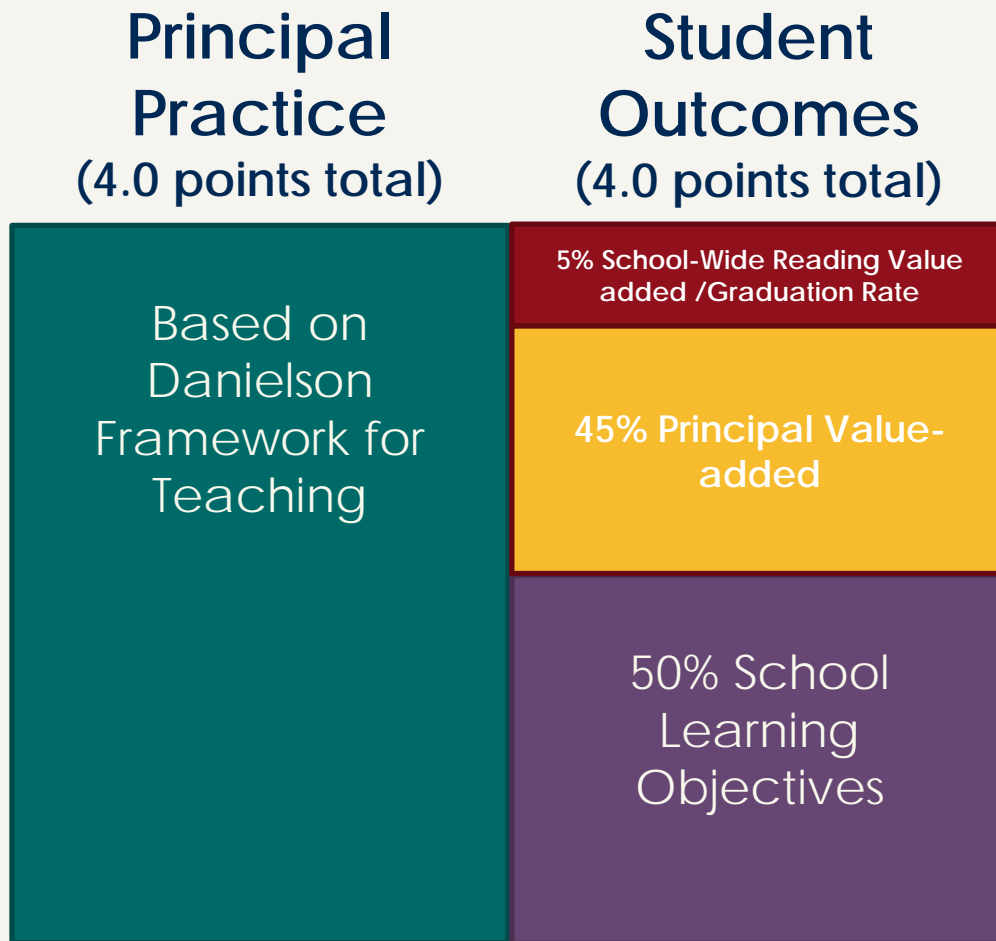 Principal
Practice
(4.0 points total)
Student
Outcomes
(4.0 points total)
Based on
Danielson
Framework for
Teaching
5% School-Wide Reading Value
added /Graduation Rate
45% Principal Value-
added
50% School
Learning
Objectives